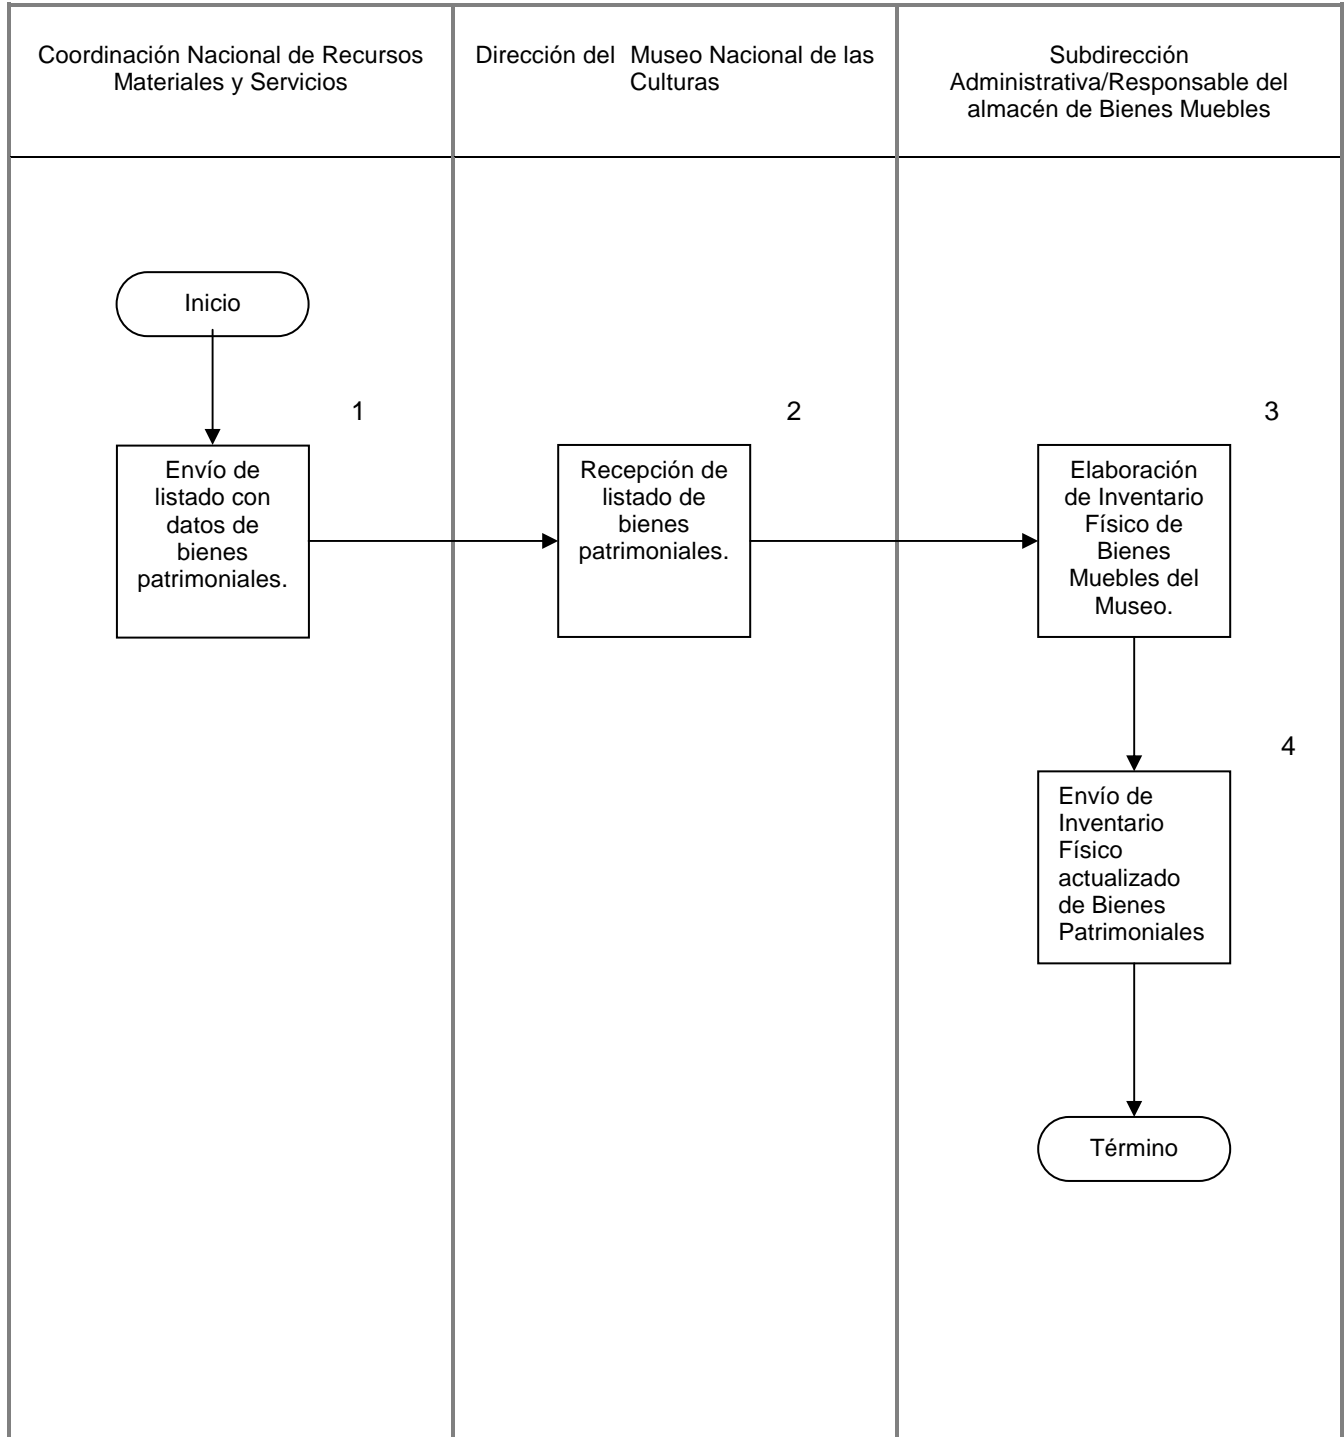 Coordinación Nacional de Recursos
Materiales y Servicios
Dirección del  Museo Nacional de las
Culturas
Subdirección
Administrativa/Responsable del
almacén de Bienes Muebles
Inicio
1
Envío de
listado con
datos de
bienes
patrimoniales.
2
Recepción de
listado de
bienes
patrimoniales.
3
Elaboración
de Inventario
Físico de
Bienes
Muebles del
Museo.
4
Envío de
Inventario
Físico
actualizado
de Bienes
Patrimoniales
Término